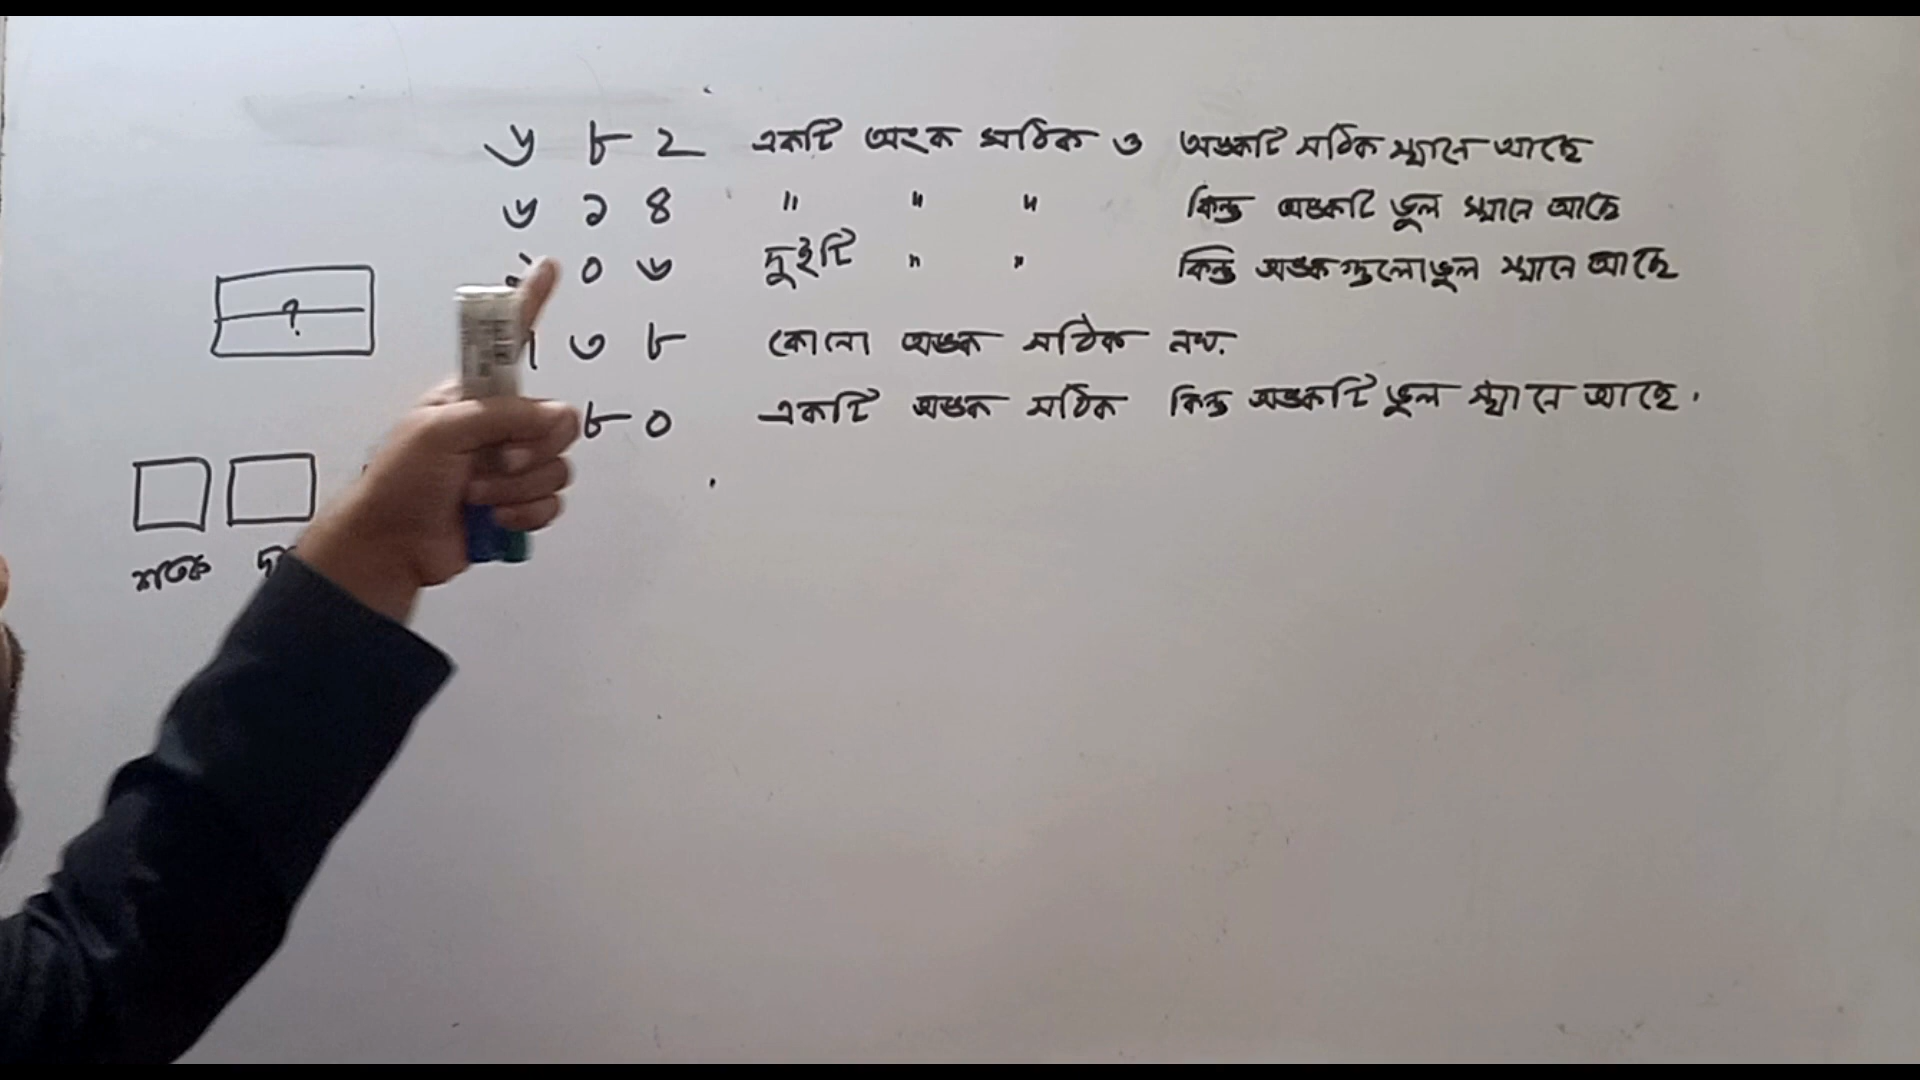 ৬ ৮ ২ একটি অংক সঠিক ও অঙ্কটি সঠিক স্থানে আছে
৬ ১ ৪ " " " কিন্তু অঙ্কটি ভুল স্থানে আছে
০ ৬ দুইটি " " কিন্তু অঙ্কগুলো ভুল স্থানে আছে
?
৩ ৮ কোনো অঙ্ক সঠিক নয়.
৮ ০ একটি অঙ্ক সঠিক কিন্তু অঙ্কটি ভুল স্থানে আছে.
শতক